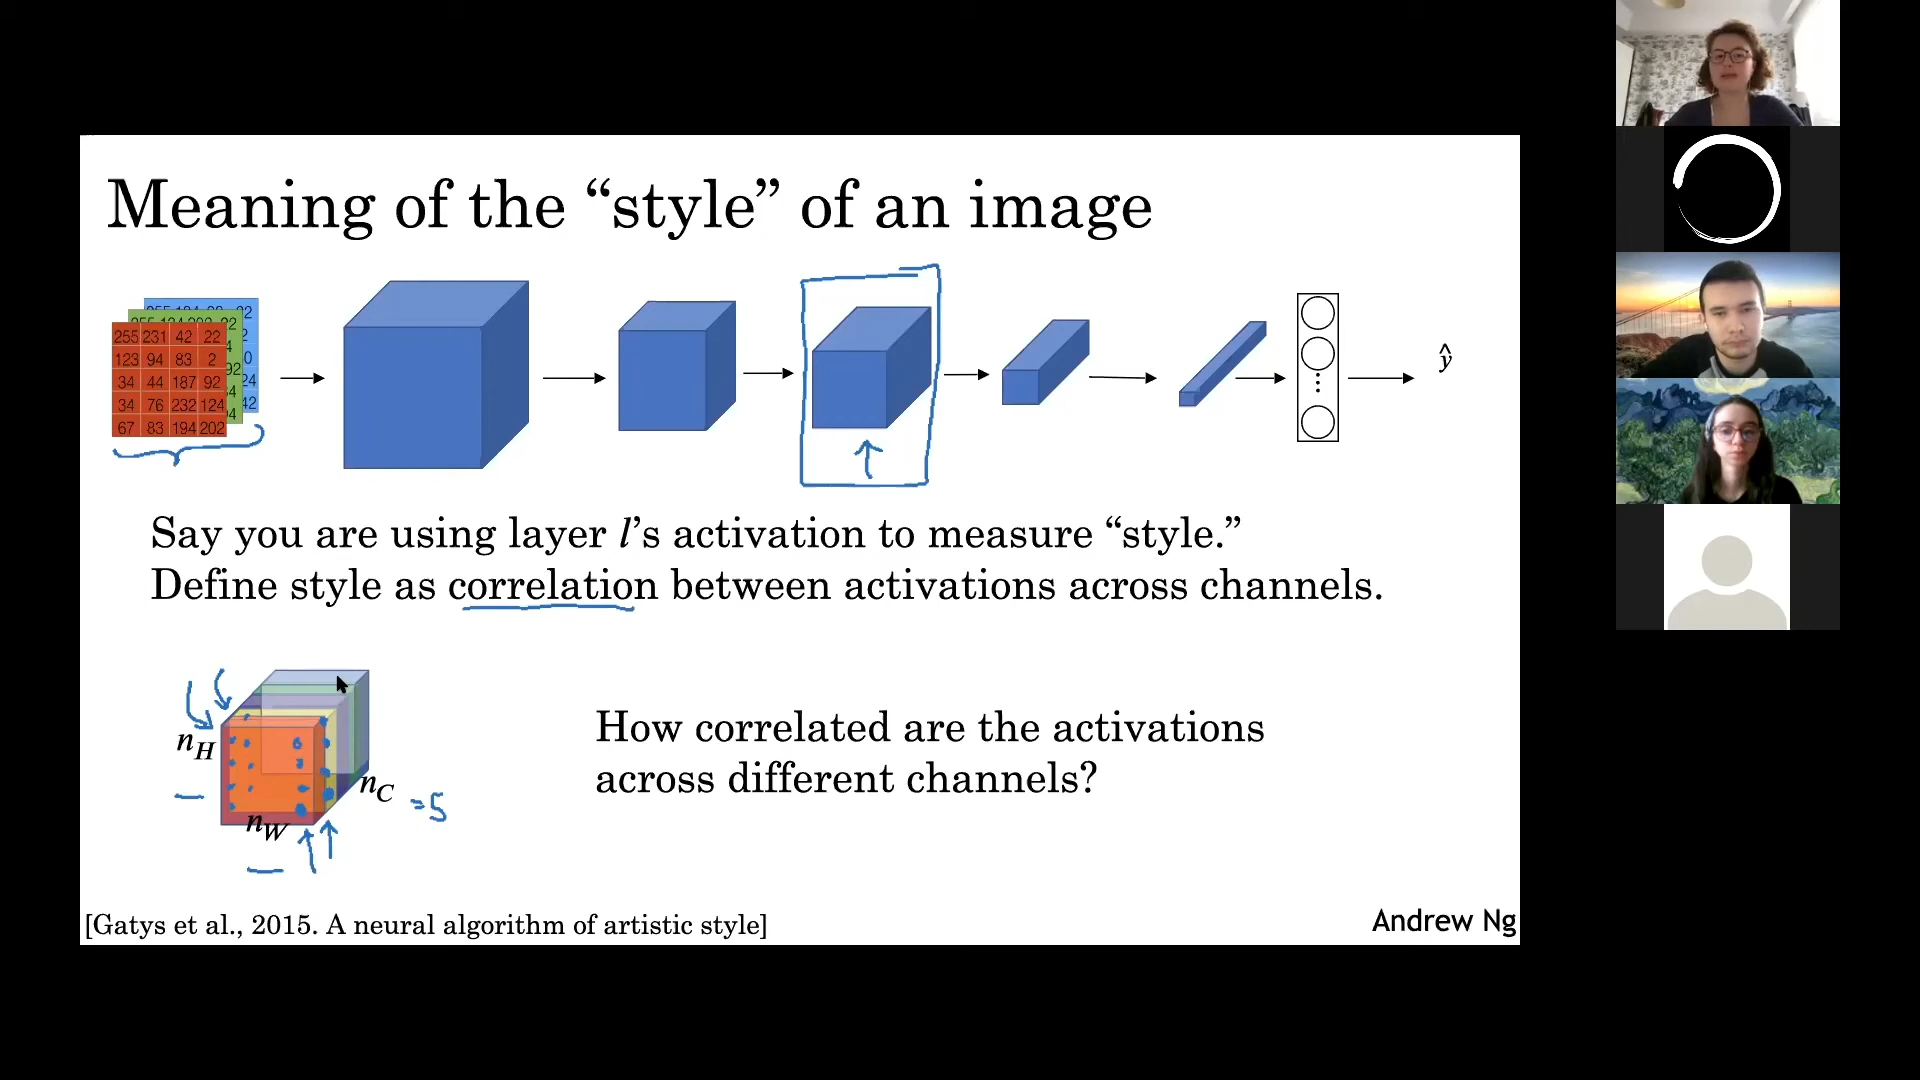 Meaning of the “style” of an image
255 231 42 22
123 94 83 2
34 44 187 92
34 76 232 124
67 83 194 202
ŷ
Say you are using layer l’s activation to measure “style.”
Define style as correlation between activations across channels.
n_H
n_C = 5
n_W
How correlated are the activations
across different channels?
[Gatys et al., 2015. A neural algorithm of artistic style]
Andrew Ng